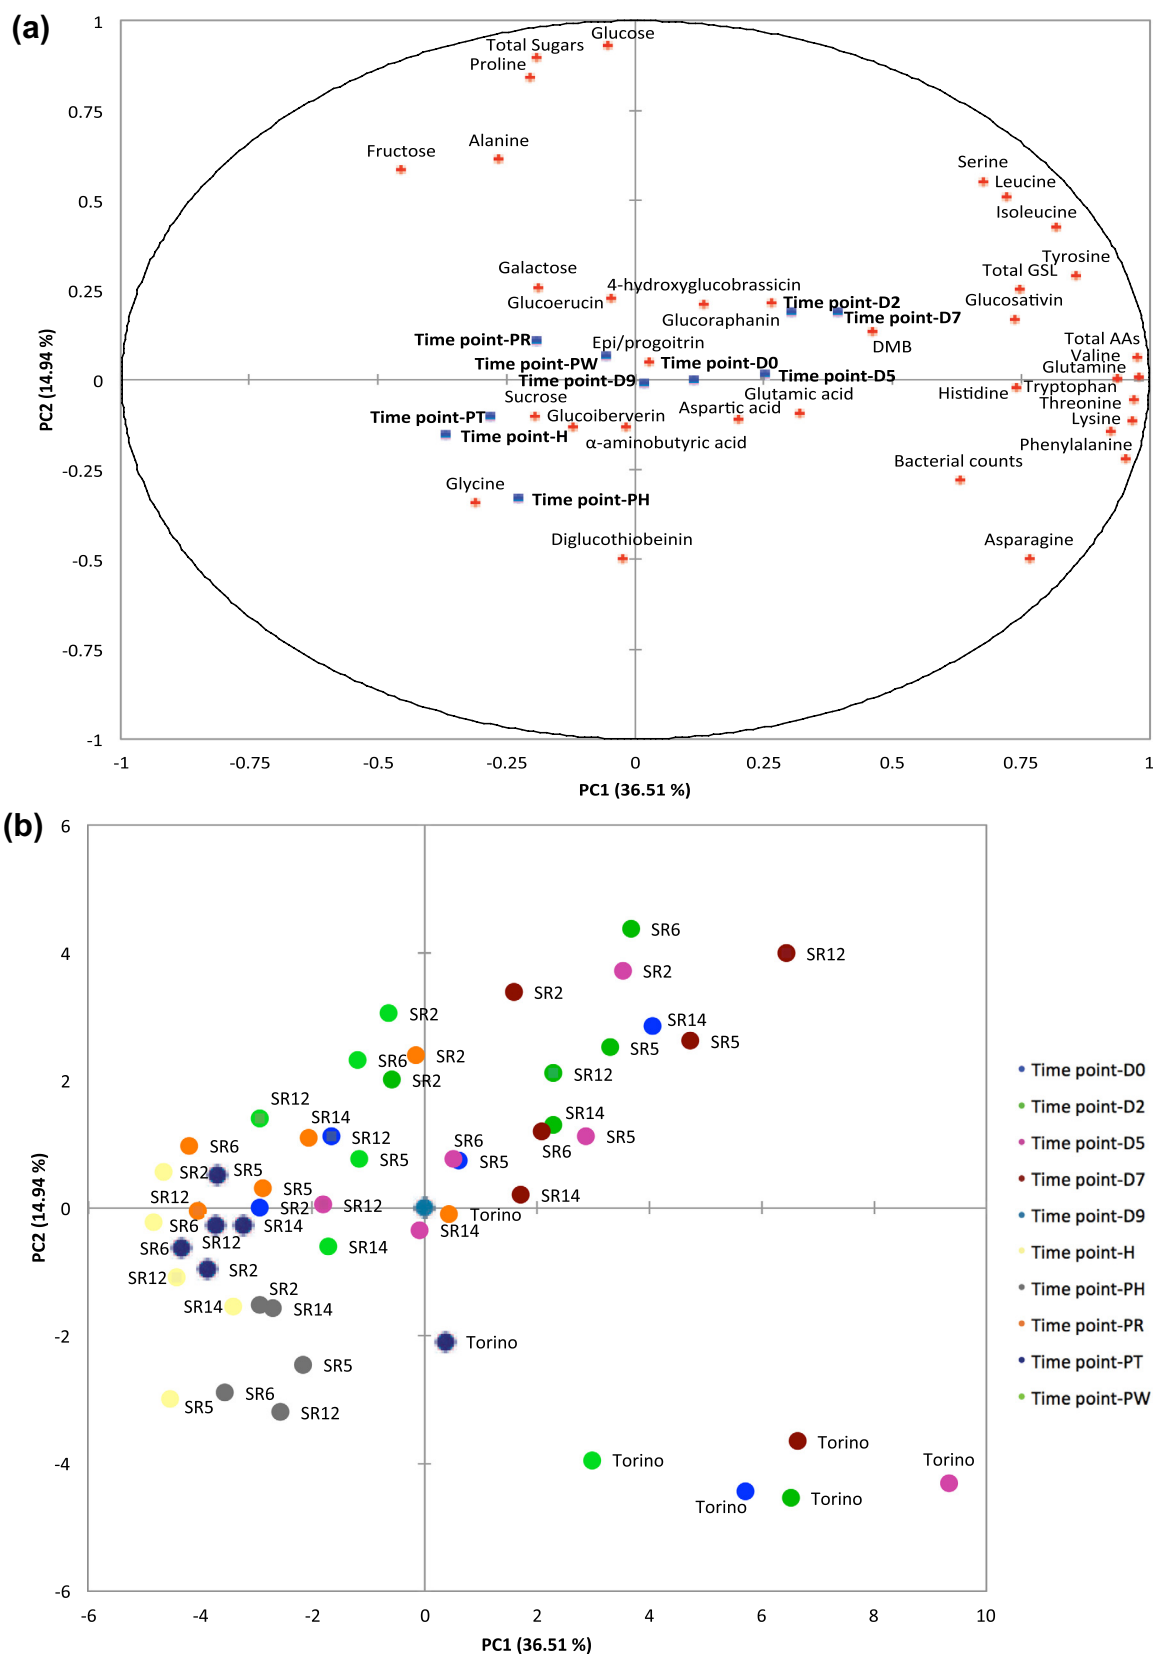 (a)
1
Glucose
Total Sugars
Proline
0.75
Alanine
Fructose
Serine
Leucine
0.5
Isoleucine
Tyrosine
Galactose
Total GSL
0.25
4-hydroxyglucobrassicin
Glucoerucin
Time point-D2
Glucosativin
Glucoraphanin
Time point-D7
Time point-PR
Epi/progoitrin
DMB
Total AAs
Valine
Time point-PW
Time point-D0
Glutamine
0
Time point-D9
Time point-D5
Tryptophan
Sucrose
Glutamic acid
Histidine
Threonine
Time point-PT
Glucoiberverin
Aspartic acid
Lysine
Time point-H
α-aminobutyric acid
Phenylalanine
-0.25
Bacterial counts
Glycine
Time point-PH
Diglucothiobeinin
Asparagine
-0.5
-0.75
-1
PC2 (14.94 %)
-1 -0.75 -0.5 -0.25 0 0.25 0.5 0.75 1
PC1 (36.51 %)
(b)
6
SR6
4
SR12
SR2
SR2
SR2
SR14
SR5
SR5
SR6
SR2
2
SR2
SR12
SR12
SR14
SR14
SR12
SR6
SR5
SR6
SR6
SR5
SR5
SR2
SR5
SR5
SR14
SR12
SR2
SR12
0
Torino
SR6
SR14
SR14
SR6
SR12
SR14
SR12
SR2
SR2
SR14
SR14
-2
Torino
SR5
SR6
SR5
SR12
-4
Torino
Torino
Torino
Torino
Torino
-6
PC2 (14.94 %)
-6 -4 -2 0 2 4 6 8 10
PC1 (36.51 %)
Time point-D0
Time point-D2
Time point-D5
Time point-D7
Time point-D9
Time point-H
Time point-PH
Time point-PR
Time point-PT
Time point-PW